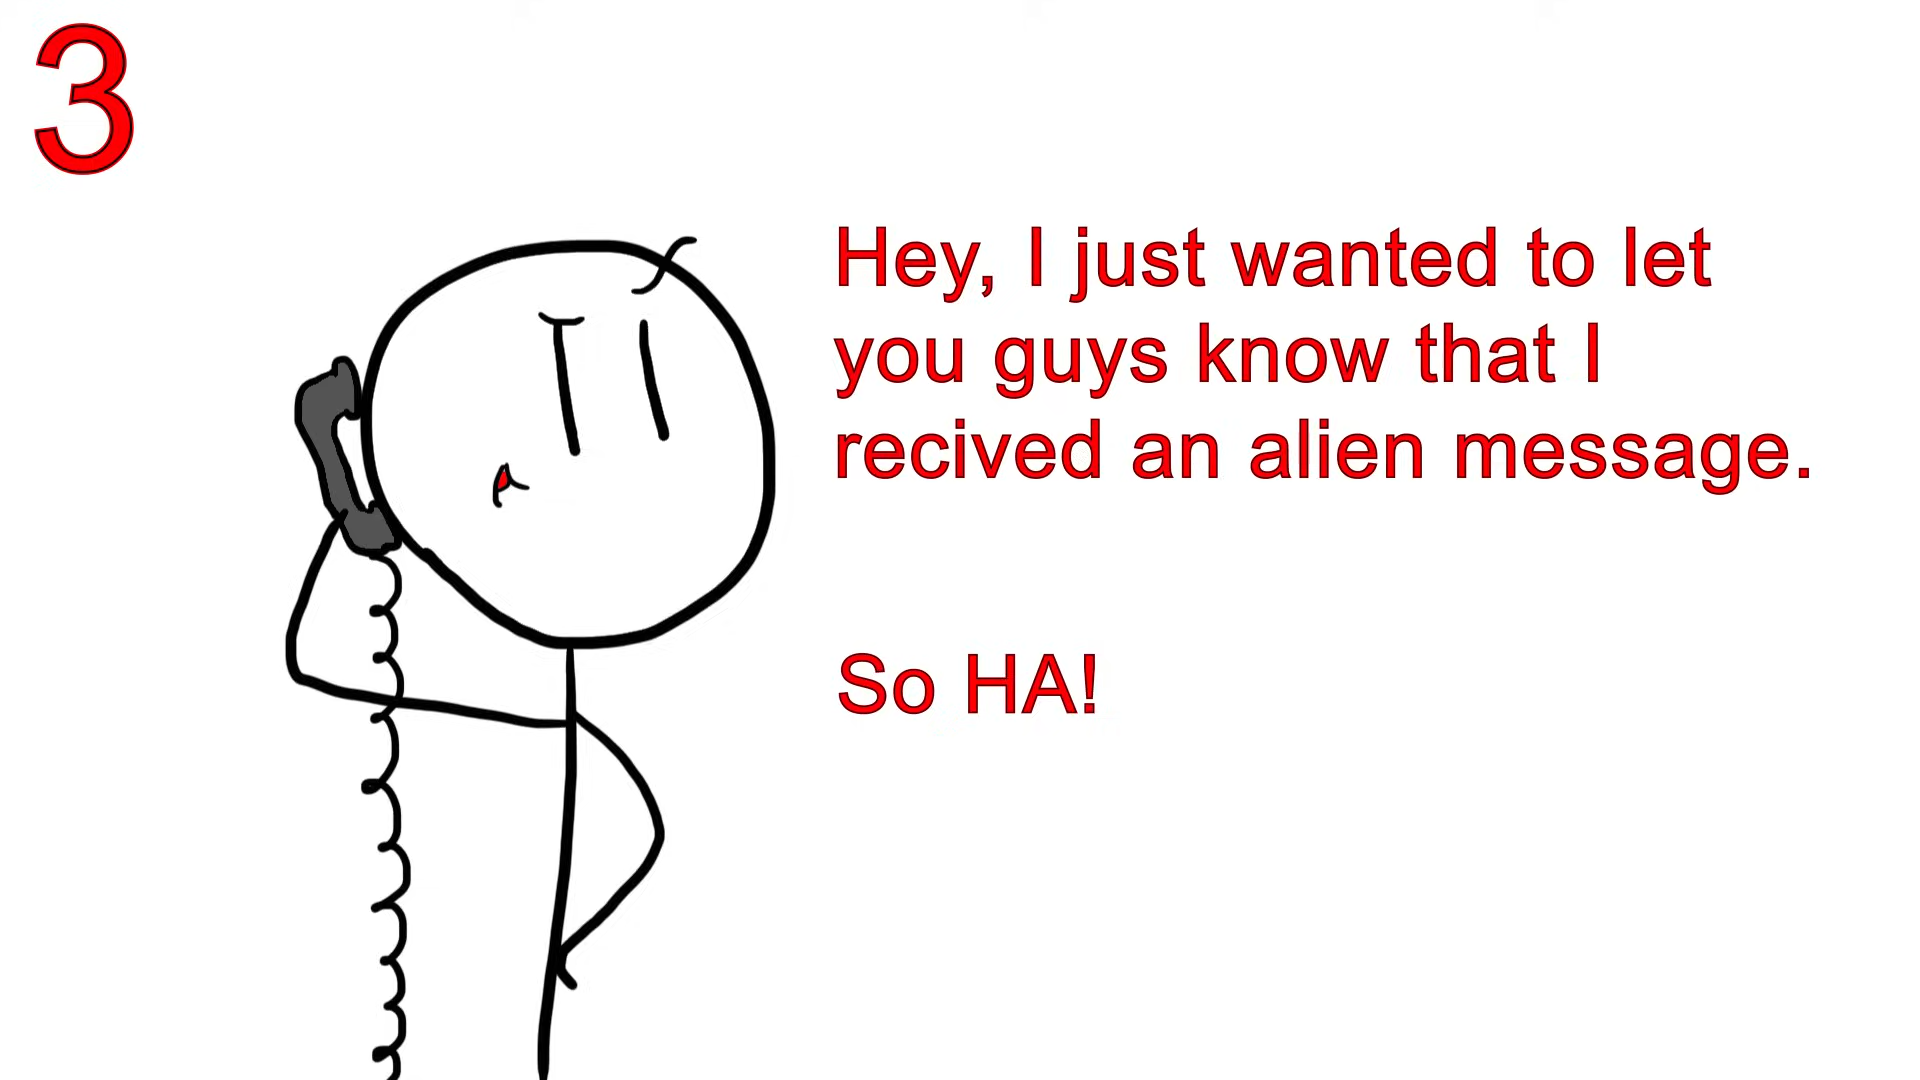 3
Hey, I just wanted to let
you guys know that I
recived an alien message.
So HA!